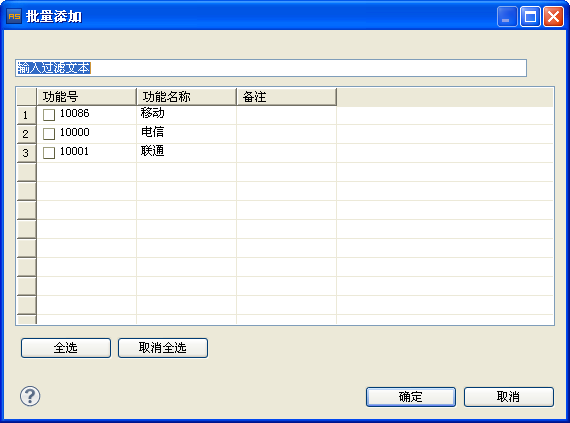 批量添加
输入过滤文本
功能号 功能名称 备注
1 10086 移动
2 10000 电信
3 10001 联通
全选 取消全选
? 确定 取消